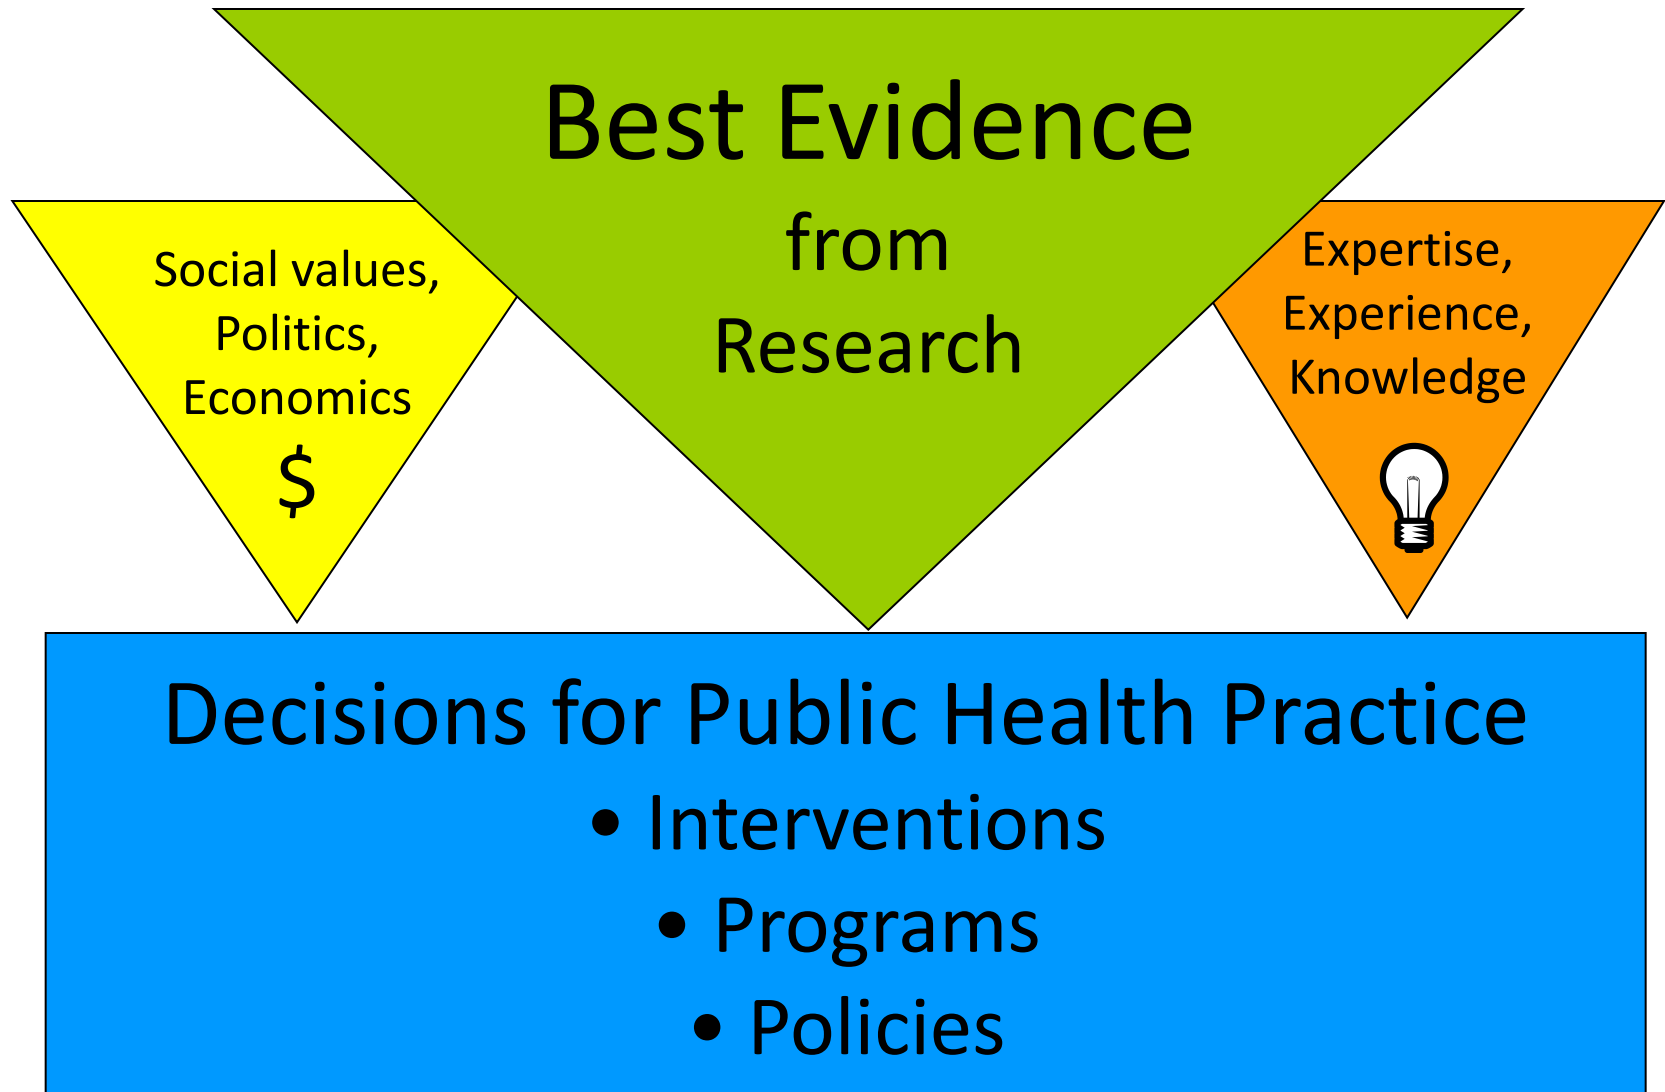 Best Evidence
from
Research
Social values,
Politics,
Economics
$
Expertise,
Experience,
Knowledge
Decisions for Public Health Practice
• Interventions
• Programs
• Policies